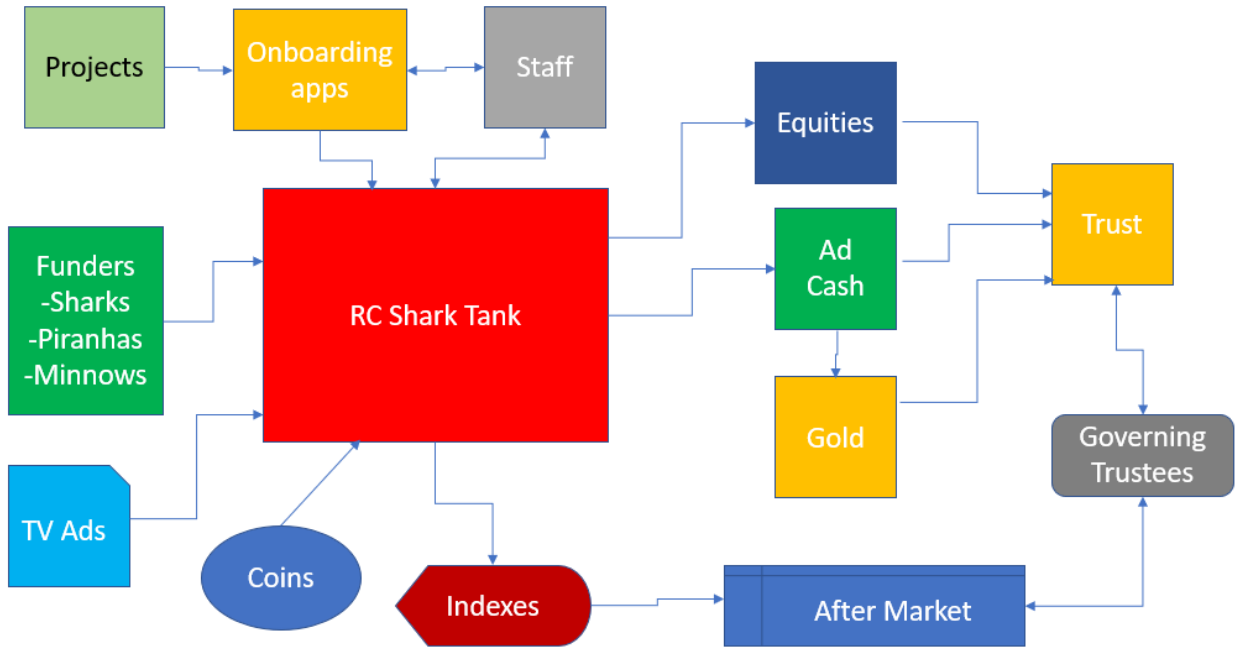 Projects
Onboarding
apps
Staff
Equities
Trust
Funders
-Sharks
-Piranhas
-Minnows
RC Shark Tank
Ad
Cash
Gold
Governing
Trustees
TV Ads
Coins
Indexes
After Market